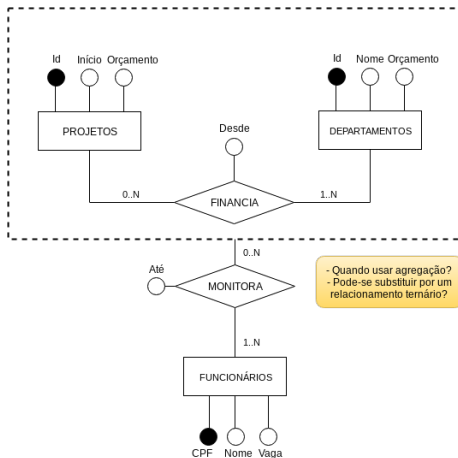 Id Início Orçamento
Id Nome Orçamento
PROJETOS
Desde
DEPARTAMENTOS
0..N
FINANCIA
1..N
0..N
Até
MONITORA
- Quando usar agregação?
- Pode-se substituir por um
relacionamento ternário?
1..N
FUNCIONÁRIOS
CPF Nome Vaga